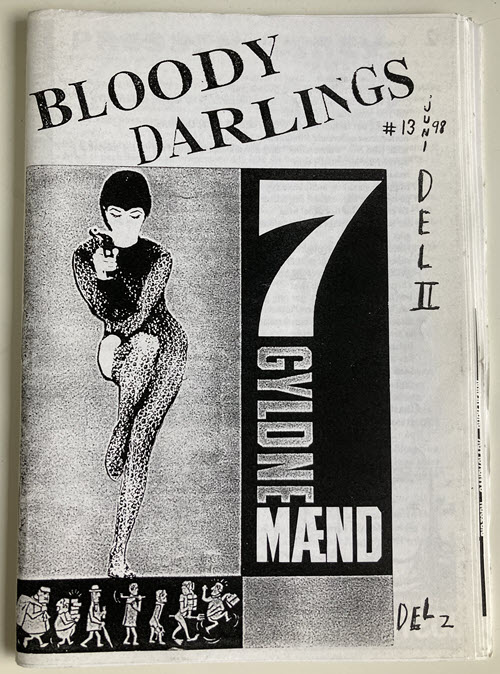 BLOODY
DARLINGS
#13 JUNI 98
DEL
II
7
GYLDNE
MÆND
DEL 2